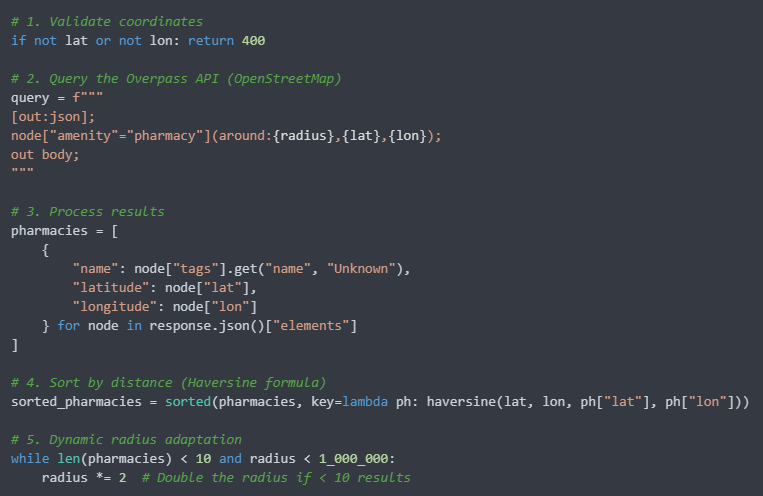 # 1. Validate coordinates
if not lat or not lon: return 400
# 2. Query the Overpass API (OpenStreetMap)
query = f"""
[out:json];
node["amenity"="pharmacy"](around:{radius},{lat},{lon});
out body;
"""
# 3. Process results
pharmacies = [
    {
        "name": node["tags"].get("name", "Unknown"),
        "latitude": node["lat"],
        "longitude": node["lon"]
    } for node in response.json()["elements"]
]
# 4. Sort by distance (Haversine formula)
sorted_pharmacies = sorted(pharmacies, key=lambda ph: haversine(lat, lon, ph["lat"], ph["lon"]))
# 5. Dynamic radius adaptation
while len(pharmacies) < 10 and radius < 1_000_000:
    radius *= 2  # Double the radius if < 10 results